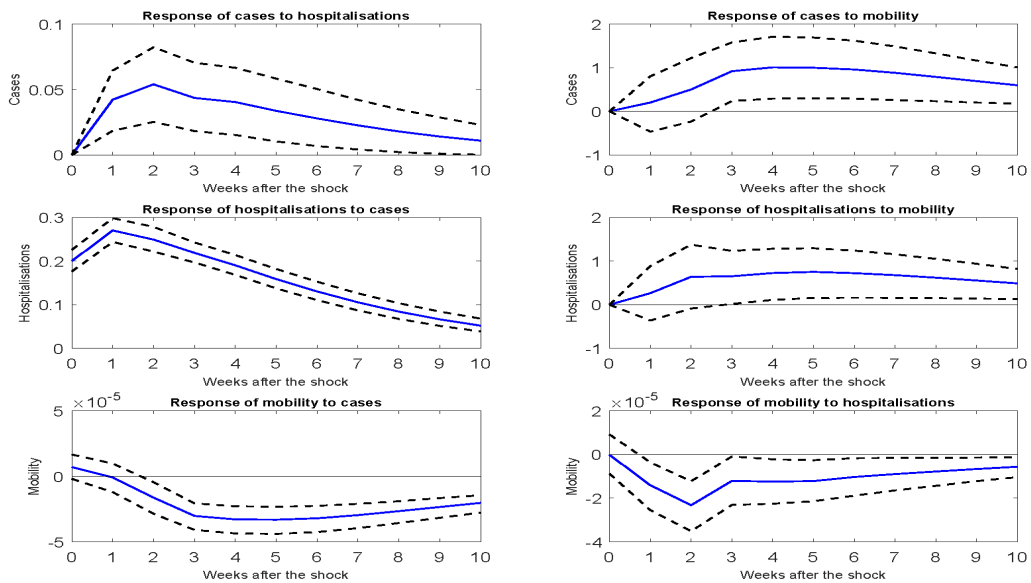 Response of cases to hospitalisations
Cases
0.1
0.05
0
0 1 2 3 4 5 6 7 8 9 10
Weeks after the shock
Response of cases to mobility
Cases
2
1
0
-1
0 1 2 3 4 5 6 7 8 9 10
Weeks after the shock
Response of hospitalisations to cases
Hospitalisations
0.3
0.2
0.1
0
0 1 2 3 4 5 6 7 8 9 10
Weeks after the shock
Response of hospitalisations to mobility
Hospitalisations
2
1
0
-1
0 1 2 3 4 5 6 7 8 9 10
Weeks after the shock
Response of mobility to cases
×10⁻⁵
Mobility
5
0
-5
0 1 2 3 4 5 6 7 8 9 10
Weeks after the shock
Response of mobility to hospitalisations
×10⁻⁵
Mobility
2
0
-2
-4
0 1 2 3 4 5 6 7 8 9 10
Weeks after the shock